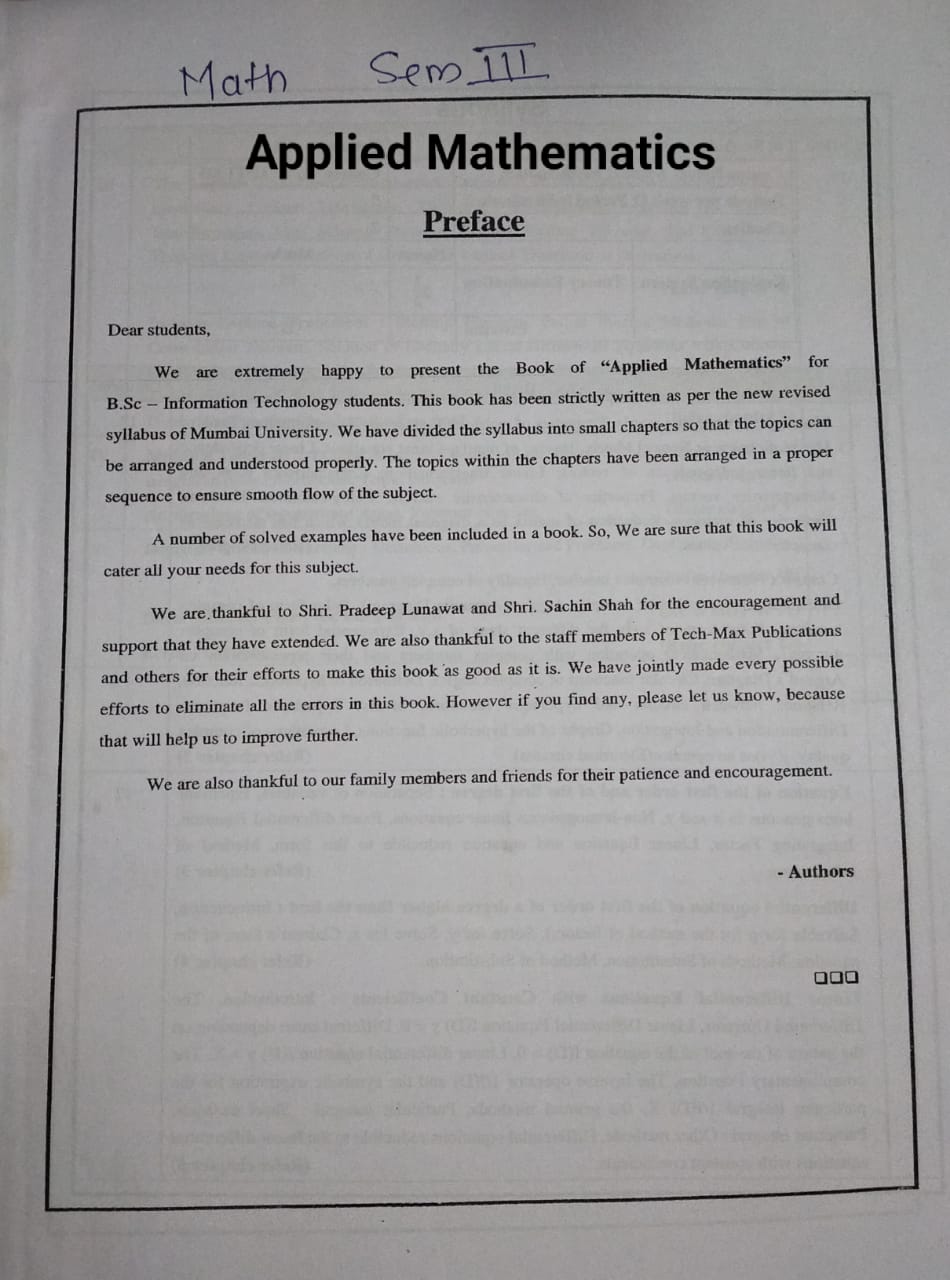 Math Sem III
Applied Mathematics
Preface
Dear students,
We are extremely happy to present the Book of “Applied Mathematics” for
B.Sc – Information Technology students. This book has been strictly written as per the new revised
syllabus of Mumbai University. We have divided the syllabus into small chapters so that the topics can
be arranged and understood properly. The topics within the chapters have been arranged in a proper
sequence to ensure smooth flow of the subject.
A number of solved examples have been included in a book. So, We are sure that this book will
cater all your needs for this subject.
We are thankful to Shri. Pradeep Lunawat and Shri. Sachin Shah for the encouragement and
support that they have extended. We are also thankful to the staff members of Tech-Max Publications
and others for their efforts to make this book as good as it is. We have jointly made every possible
efforts to eliminate all the errors in this book. However if you find any, please let us know, because
that will help us to improve further.
We are also thankful to our family members and friends for their patience and encouragement.
- Authors